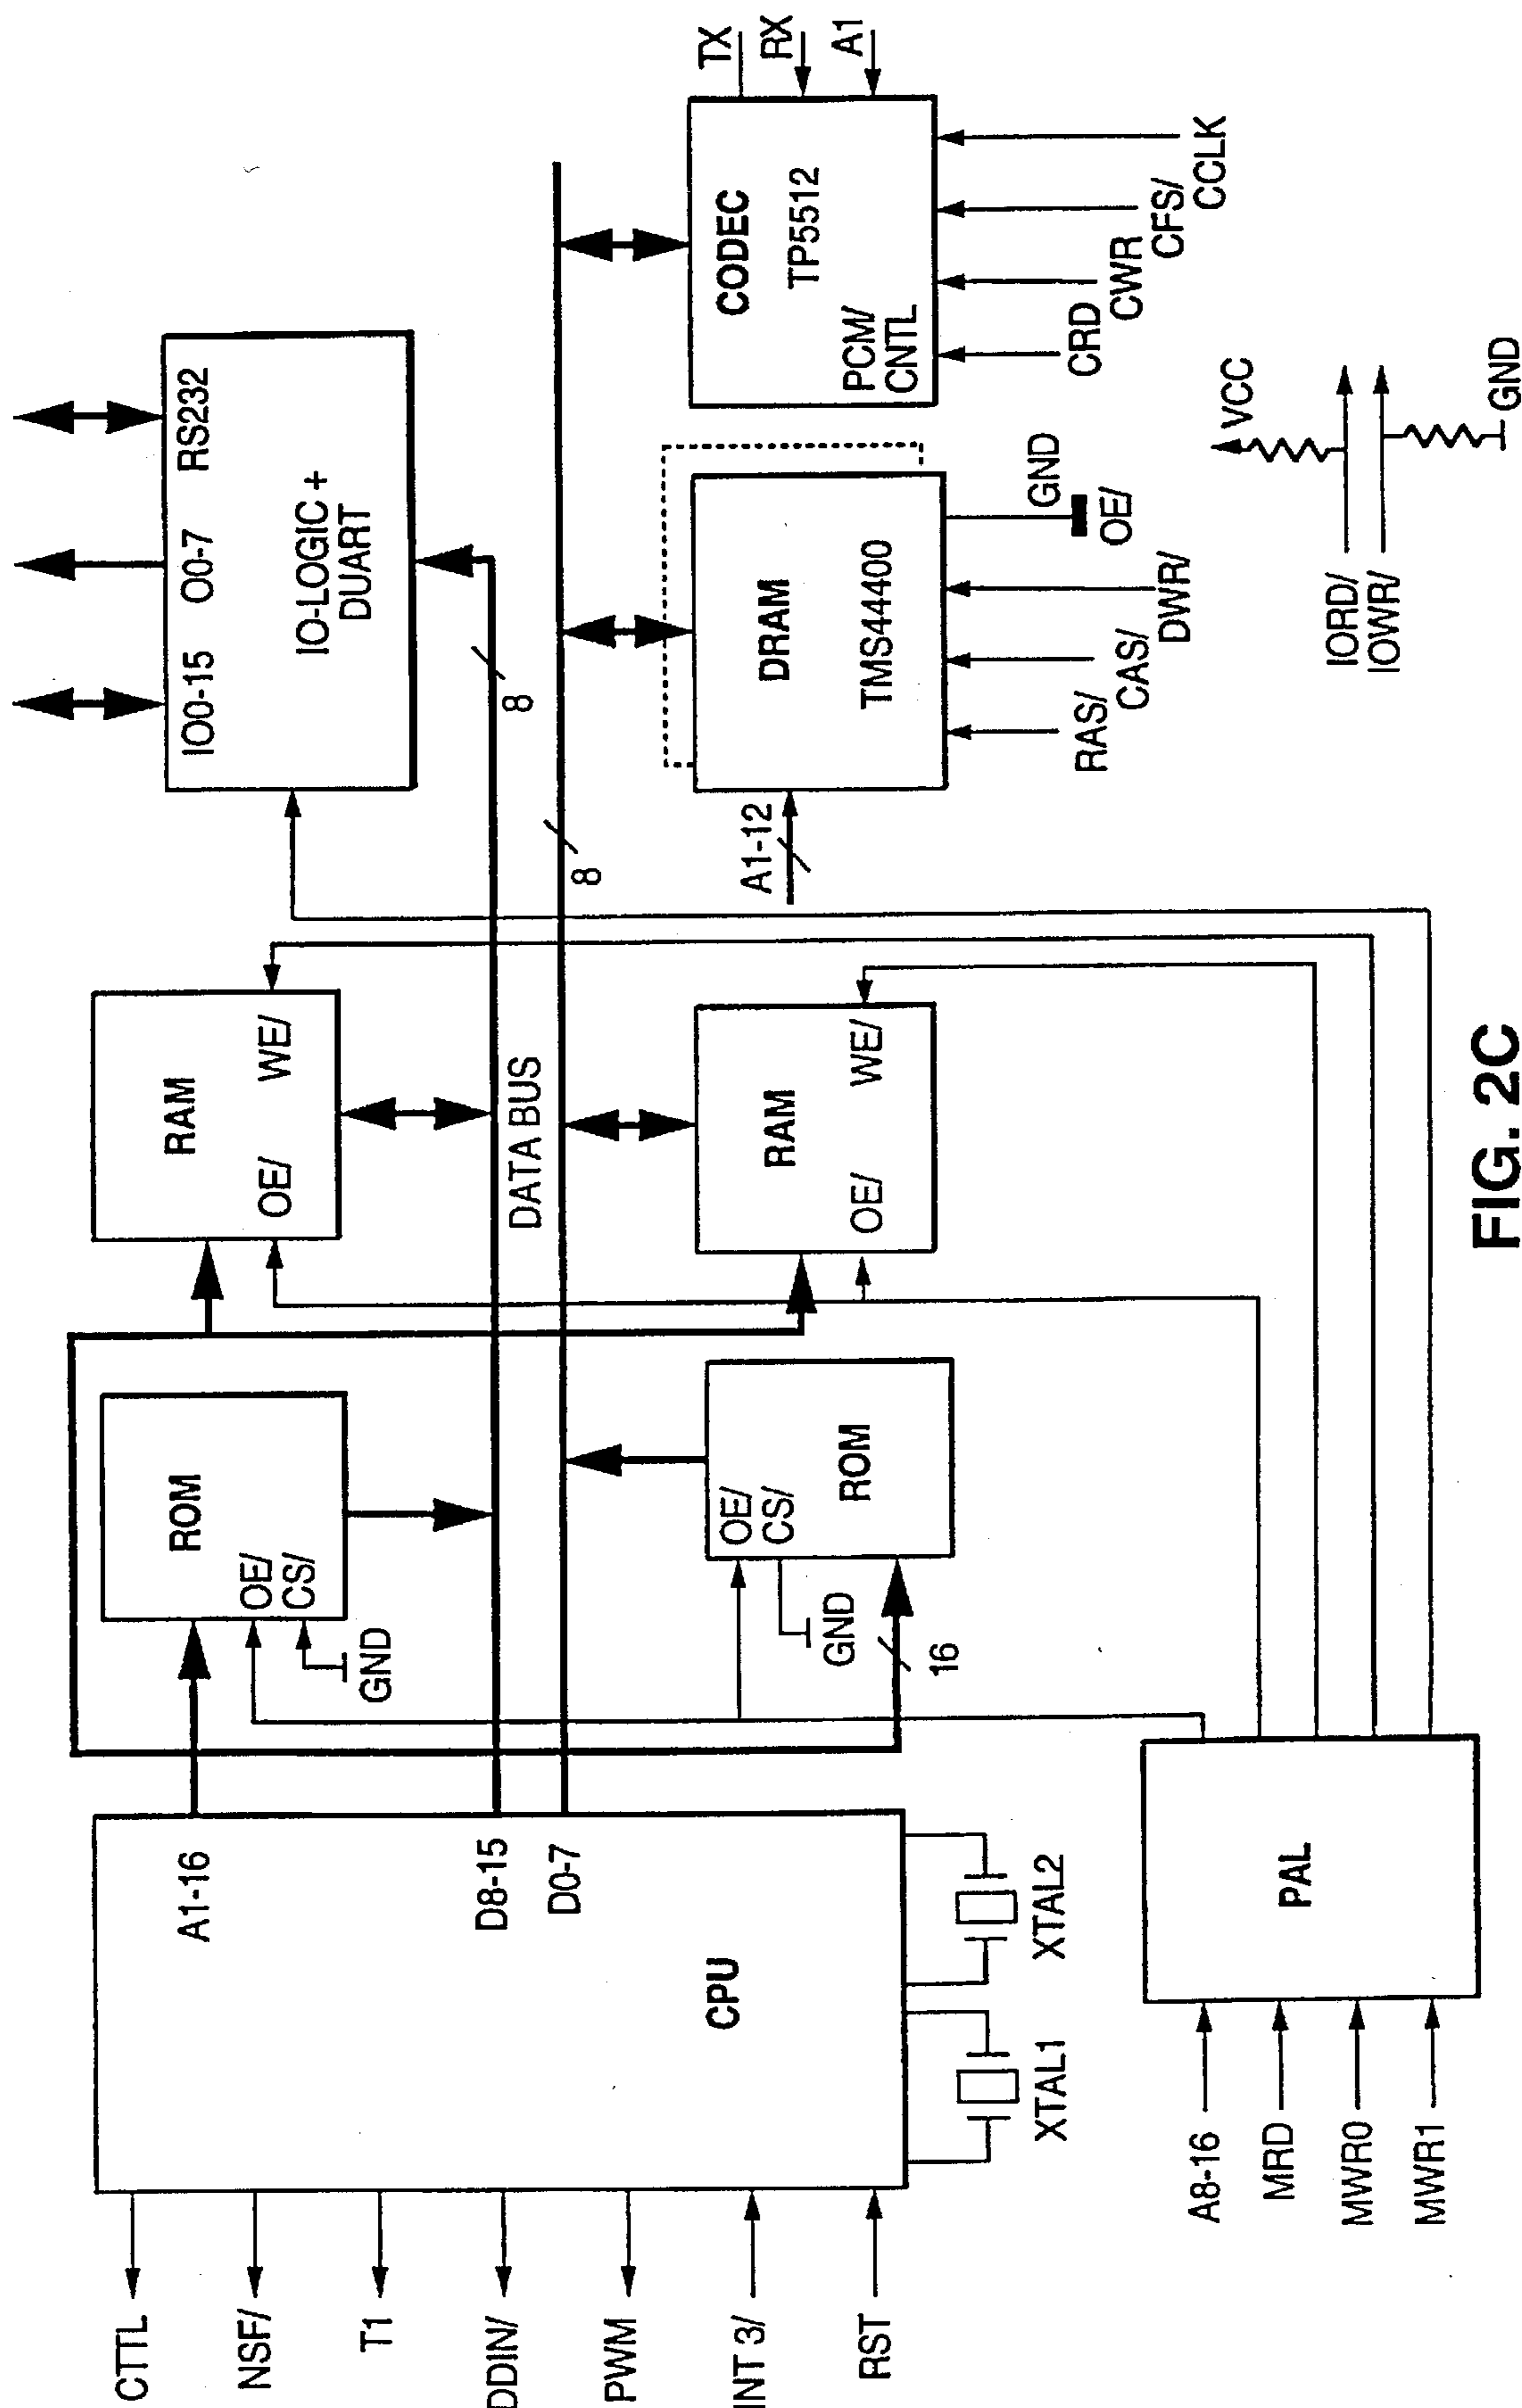 CTTL
NSF/
T1
DDIN/
PWM
INT 3/
RST
A1-16
D8-15
D0-7
CPU
XTAL1
XTAL2
A8-16
MRD
MWR0
MWR1
PAL
ROM
OE/
CS/
GND
OE/
CS/
ROM
GND
16
RAM
OE/ WE/
DATA BUS
RAM
OE/ WE/
8
8
IO0-15 O0-7 RS232
IO-LOGIC +
DUART
A1-12
DRAM
TMS44400
RAS/
CAS/
DWR/
OE/
GND
CODEC
TP5512
PCM/
CNTL
TX
RX
A1
CRD
CWR
CFS/
CCLK
VCC
IORD/
IOWR/
GND
FIG. 2C